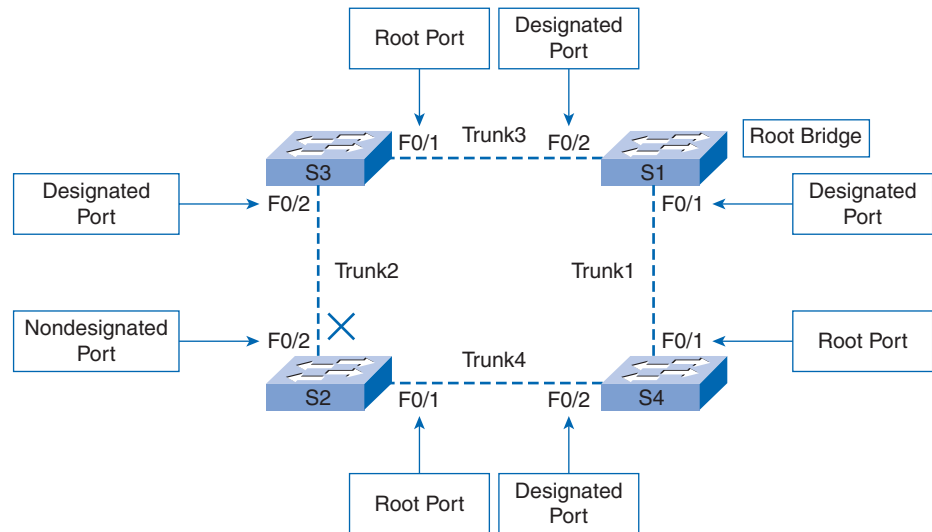 Root Port
Designated
Port
F0/1
Trunk3
F0/2
Root Bridge
S3
S1
Designated
Port
F0/2
F0/1
Designated
Port
Trunk2
Trunk1
Nondesignated
Port
F0/2
F0/1
Root Port
Trunk4
S2
F0/1
F0/2
S4
Root Port
Designated
Port